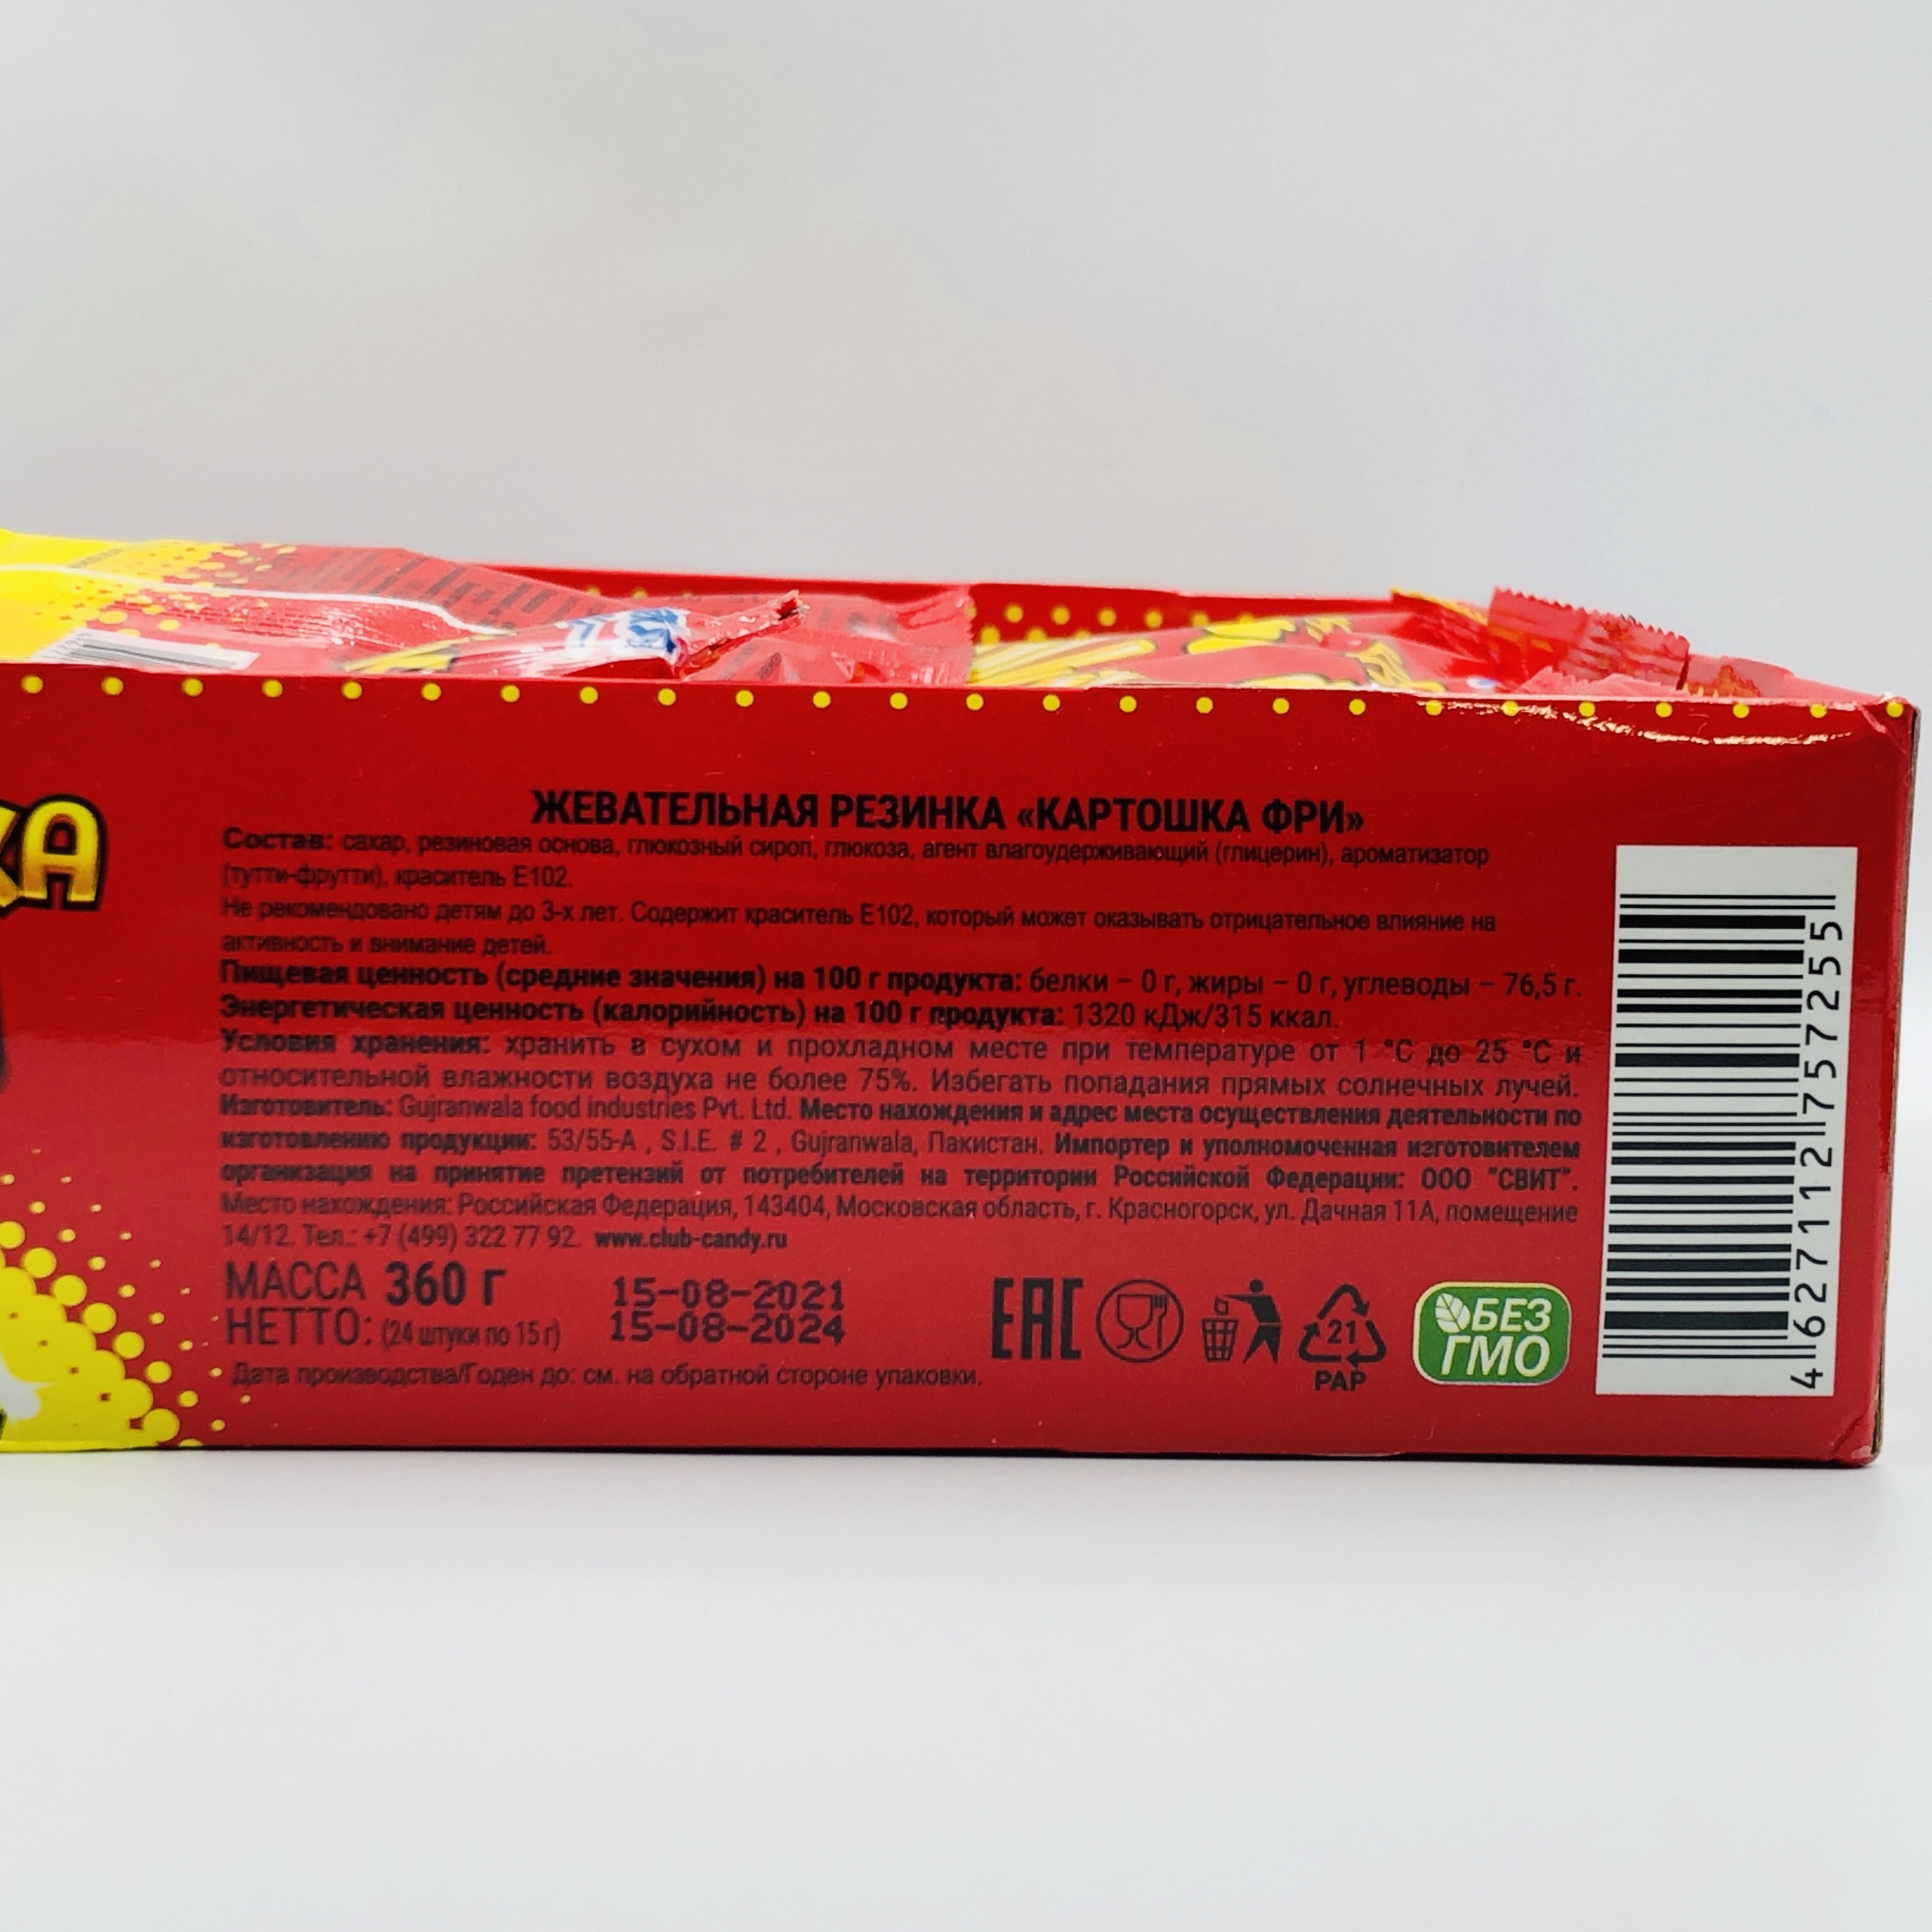 КА
ЖЕВАТЕЛЬНАЯ РЕЗИНКА «КАРТОШКА ФРИ»
Состав: сахар, резиновая основа, глюкозный сироп, глюкоза, агент влагоудерживающий (глицерин), ароматизатор
(тутти-фрутти), краситель Е102.
Не рекомендовано детям до 3-х лет. Содержит краситель Е102, который может оказывать отрицательное влияние на
активность и внимание детей.
Пищевая ценность (средние значения) на 100 г продукта: белки – 0 г, жиры – 0 г, углеводы – 76,5 г.
Энергетическая ценность (калорийность) на 100 г продукта: 1320 кДж/315 ккал.
Условия хранения: хранить в сухом и прохладном месте при температуре от 1 °C до 25 °C и
относительной влажности воздуха не более 75%. Избегать попадания прямых солнечных лучей.
Изготовитель: Gujranwala food industries Pvt. Ltd. Место нахождения и адрес места осуществления деятельности по
изготовлению продукции: 53/55-A , S.I.E. # 2 , Gujranwala, Пакистан. Импортер и уполномоченная изготовителем
организация на принятие претензий от потребителей на территории Российской Федерации: ООО "СВИТ".
Место нахождения: Российская Федерация, 143404, Московская область, г. Красногорск, ул. Дачная 11А, помещение
14/12. Тел.: +7 (499) 322 77 92. www.club-candy.ru
МАССА 360 г
НЕТТО: (24 штуки по 15 г)
15-08-2021
15-08-2024
Дата производства/Годен до: см. на обратной стороне упаковки.
EAC
21
PAP
БЕЗ
ГМО
4 627112 757255